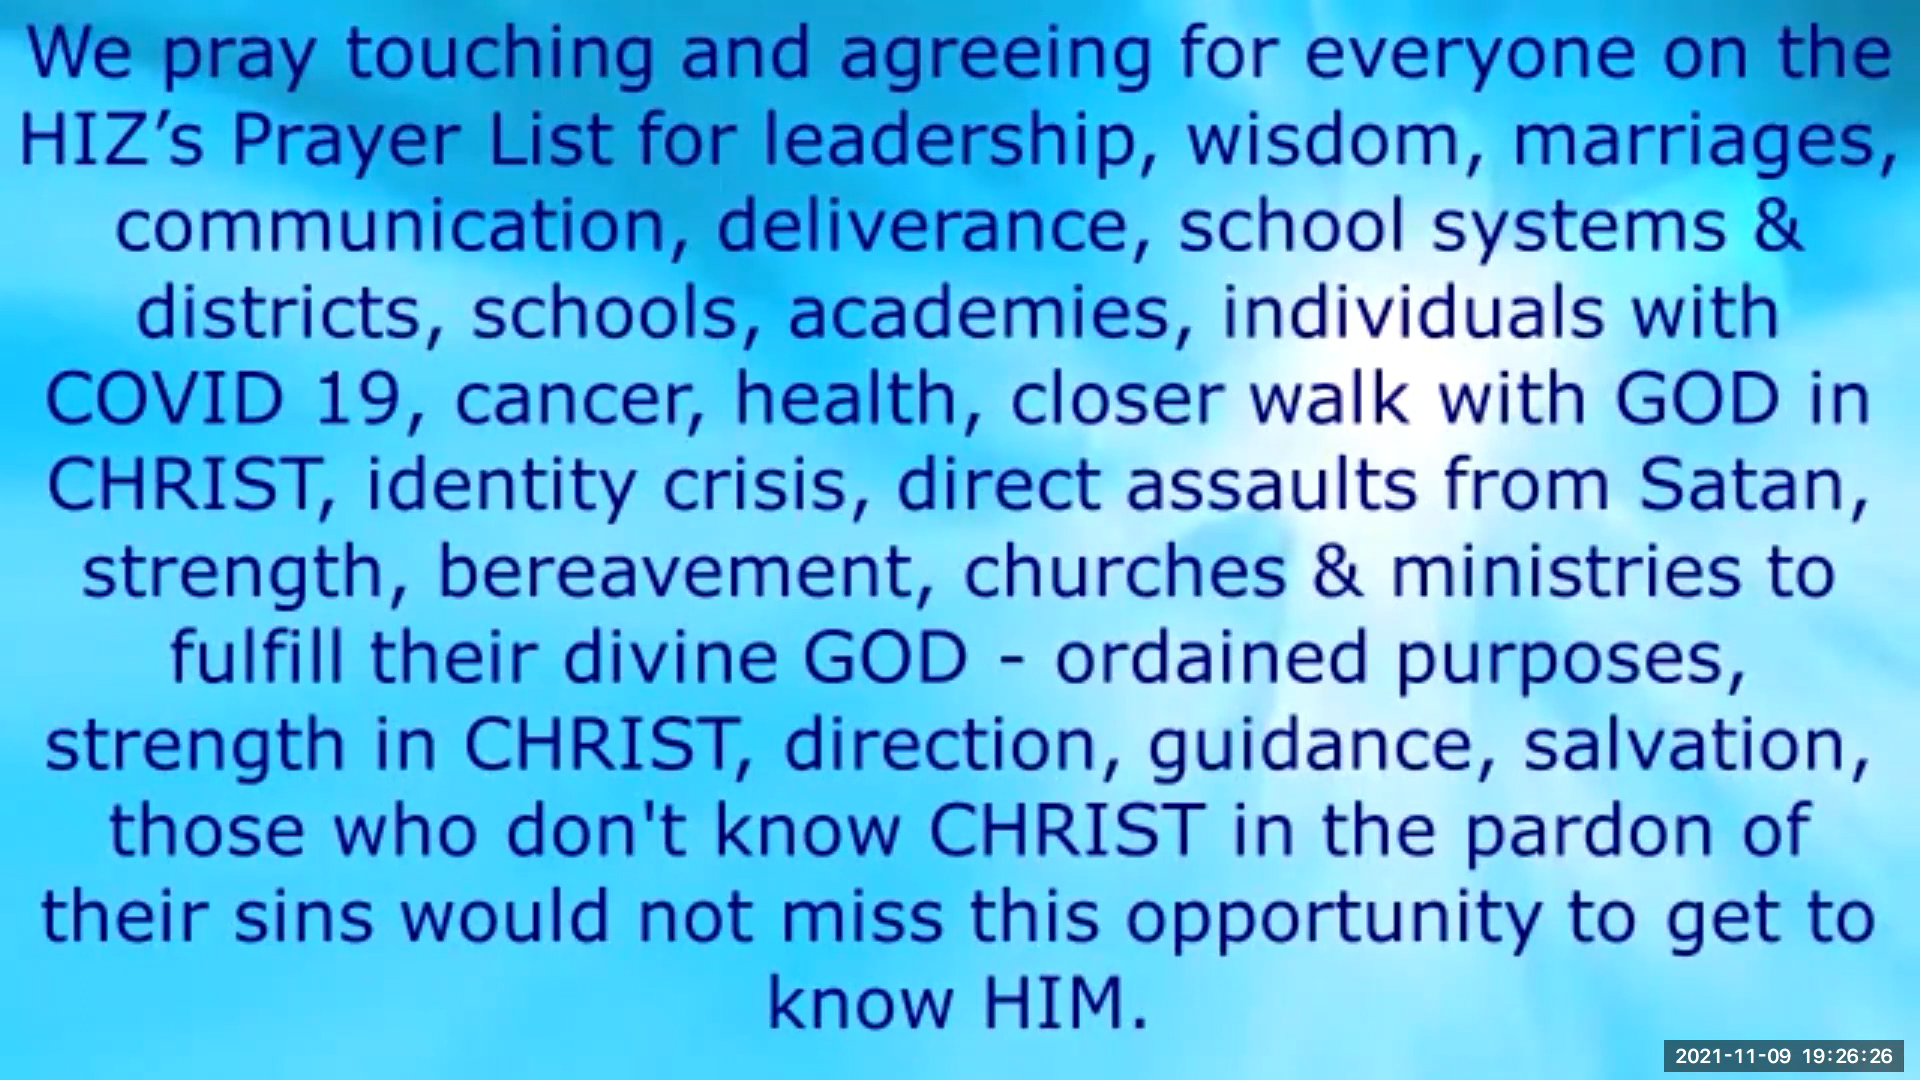 We pray touching and agreeing for everyone on the
HIZ’s Prayer List for leadership, wisdom, marriages,
communication, deliverance, school systems &
districts, schools, academies, individuals with
COVID 19, cancer, health, closer walk with GOD in
CHRIST, identity crisis, direct assaults from Satan,
strength, bereavement, churches & ministries to
fulfill their divine GOD - ordained purposes,
strength in CHRIST, direction, guidance, salvation,
those who don't know CHRIST in the pardon of
their sins would not miss this opportunity to get to
know HIM.
2021-11-09 19:26:26